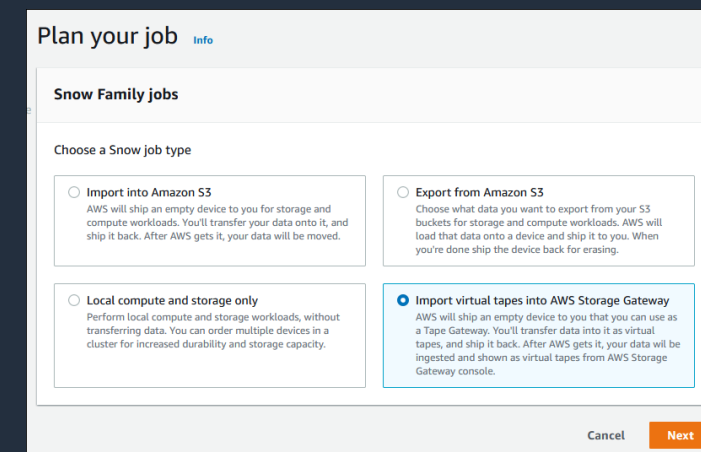 Plan your job Info
Snow Family jobs
Choose a Snow job type
Import into Amazon S3
AWS will ship an empty device to you for storage and
compute workloads. You'll transfer your data onto it, and
ship it back. After AWS gets it, your data will be moved.
Export from Amazon S3
Choose what data you want to export from your S3
buckets for storage and compute workloads. AWS will
load that data onto a device and ship it to you. When
you're done ship the device back for erasing.
Local compute and storage only
Perform local compute and storage workloads, without
transferring data. You can order multiple devices in a
cluster for increased durability and storage capacity.
Import virtual tapes into AWS Storage Gateway
AWS will ship an empty device to you that you can use as
a Tape Gateway. You'll transfer data into it as virtual
tapes, and ship it back. After AWS gets it, your data wil be
ingested and shown as virtual tapes from AWS Storage
Gateway console.
Cancel Next